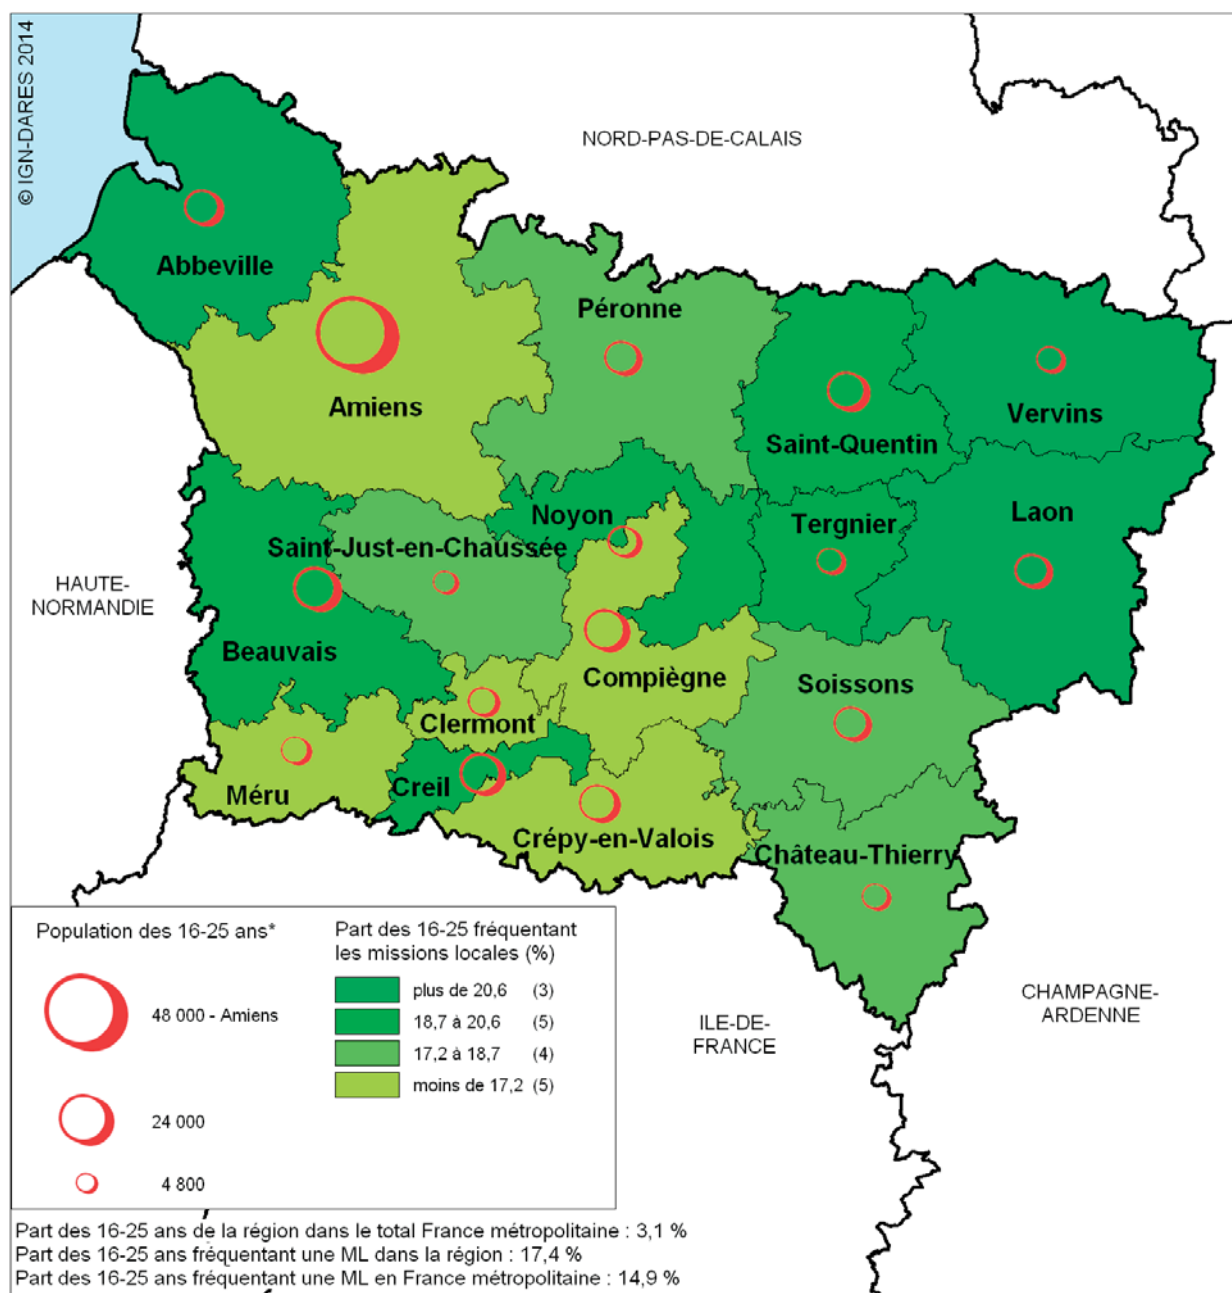 © IGN-DARES 2014
NORD-PAS-DE-CALAIS
Abbeville
Péronne
Amiens
Vervins
Saint-Quentin
Noyon
Tergnier
Laon
Saint-Just-en-Chaussée
HAUTE-
NORMANDIE
Beauvais
Compiègne
Soissons
Clermont
Creil
Méru
Crépy-en-Valois
Château-Thierry
CHAMPAGNE-
ARDENNE
ILE-DE-
FRANCE
Population des 16-25 ans*
48 000 - Amiens
24 000
4 800
Part des 16-25 fréquentant
les missions locales (%)
plus de 20,6 (3)
18,7 à 20,6 (5)
17,2 à 18,7 (4)
moins de 17,2 (5)
Part des 16-25 ans de la région dans le total France métropolitaine : 3,1 %
Part des 16-25 ans fréquentant une ML dans la région : 17,4 %
Part des 16-25 ans fréquentant une ML en France métropolitaine : 14,9 %